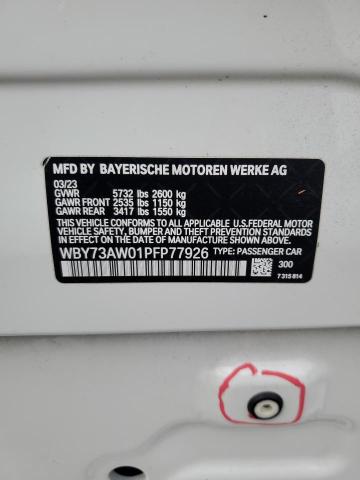 MFD BY BAYERISCHE MOTOREN WERKE AG
03/23
GVWR 5732 lbs 2600 kg
GAWR FRONT 2535 lbs 1150 kg
GAWR REAR 3417 lbs 1550 kg
THIS VEHICLE CONFORMS TO ALL APPLICABLE U.S.FEDERAL MOTOR
VEHICLE SAFETY, BUMPER, AND THEFT PREVENTION STANDARDS
IN EFFECT ON THE DATE OF MANUFACTURE SHOWN ABOVE.
WBY73AW01PFP77926 TYPE: PASSENGER CAR
300
7 315 814